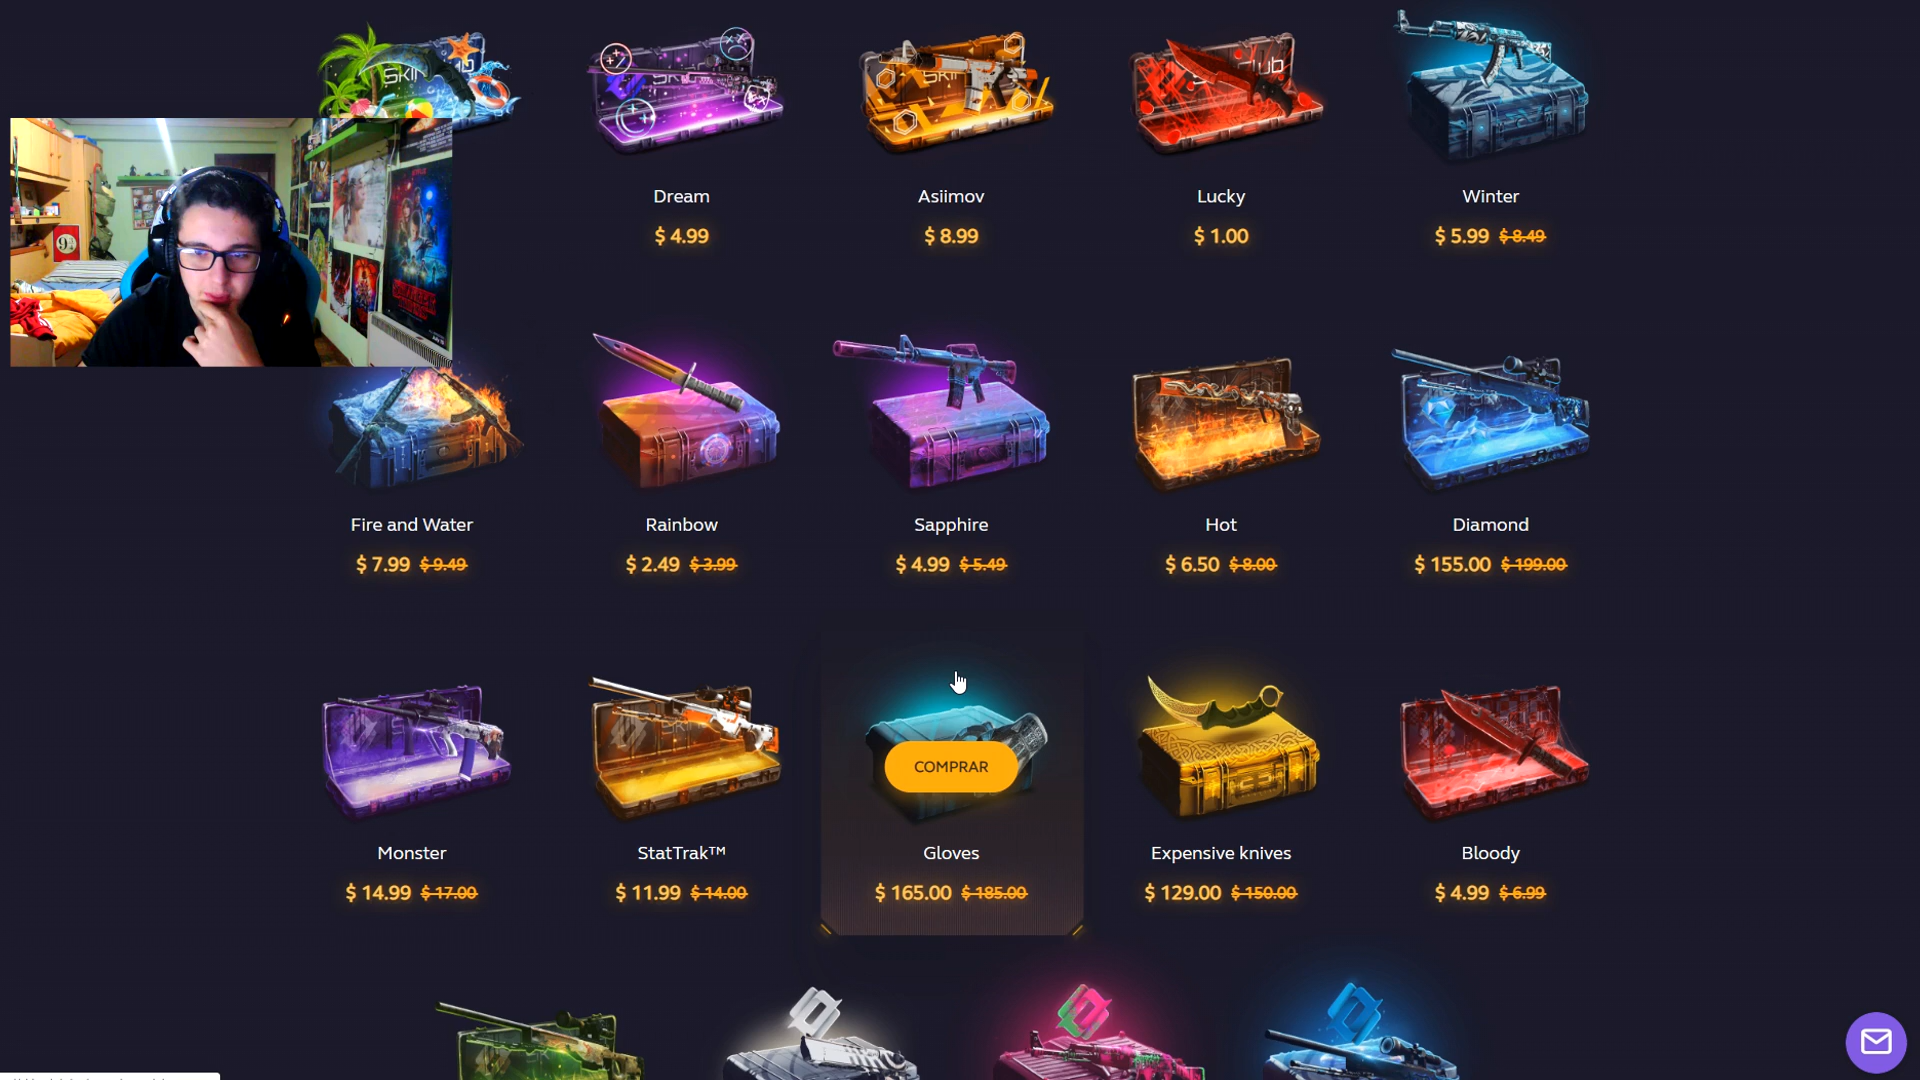 Dream
Asiimov
Lucky
Winter
$ 4.99
$ 8.99
$ 1.00
$ 5.99 $ 8.49
Fire and Water
Rainbow
Sapphire
Hot
Diamond
$ 7.99 $ 9.49
$ 2.49 $ 3.99
$ 4.99 $ 5.49
$ 6.50 $ 8.00
$ 155.00 $ 199.00
COMPRAR
Monster
StatTrak™
Gloves
Expensive knives
Bloody
$ 14.99 $ 17.00
$ 11.99 $ 14.00
$ 165.00 $ 185.00
$ 129.00 $ 150.00
$ 4.99 $ 6.99